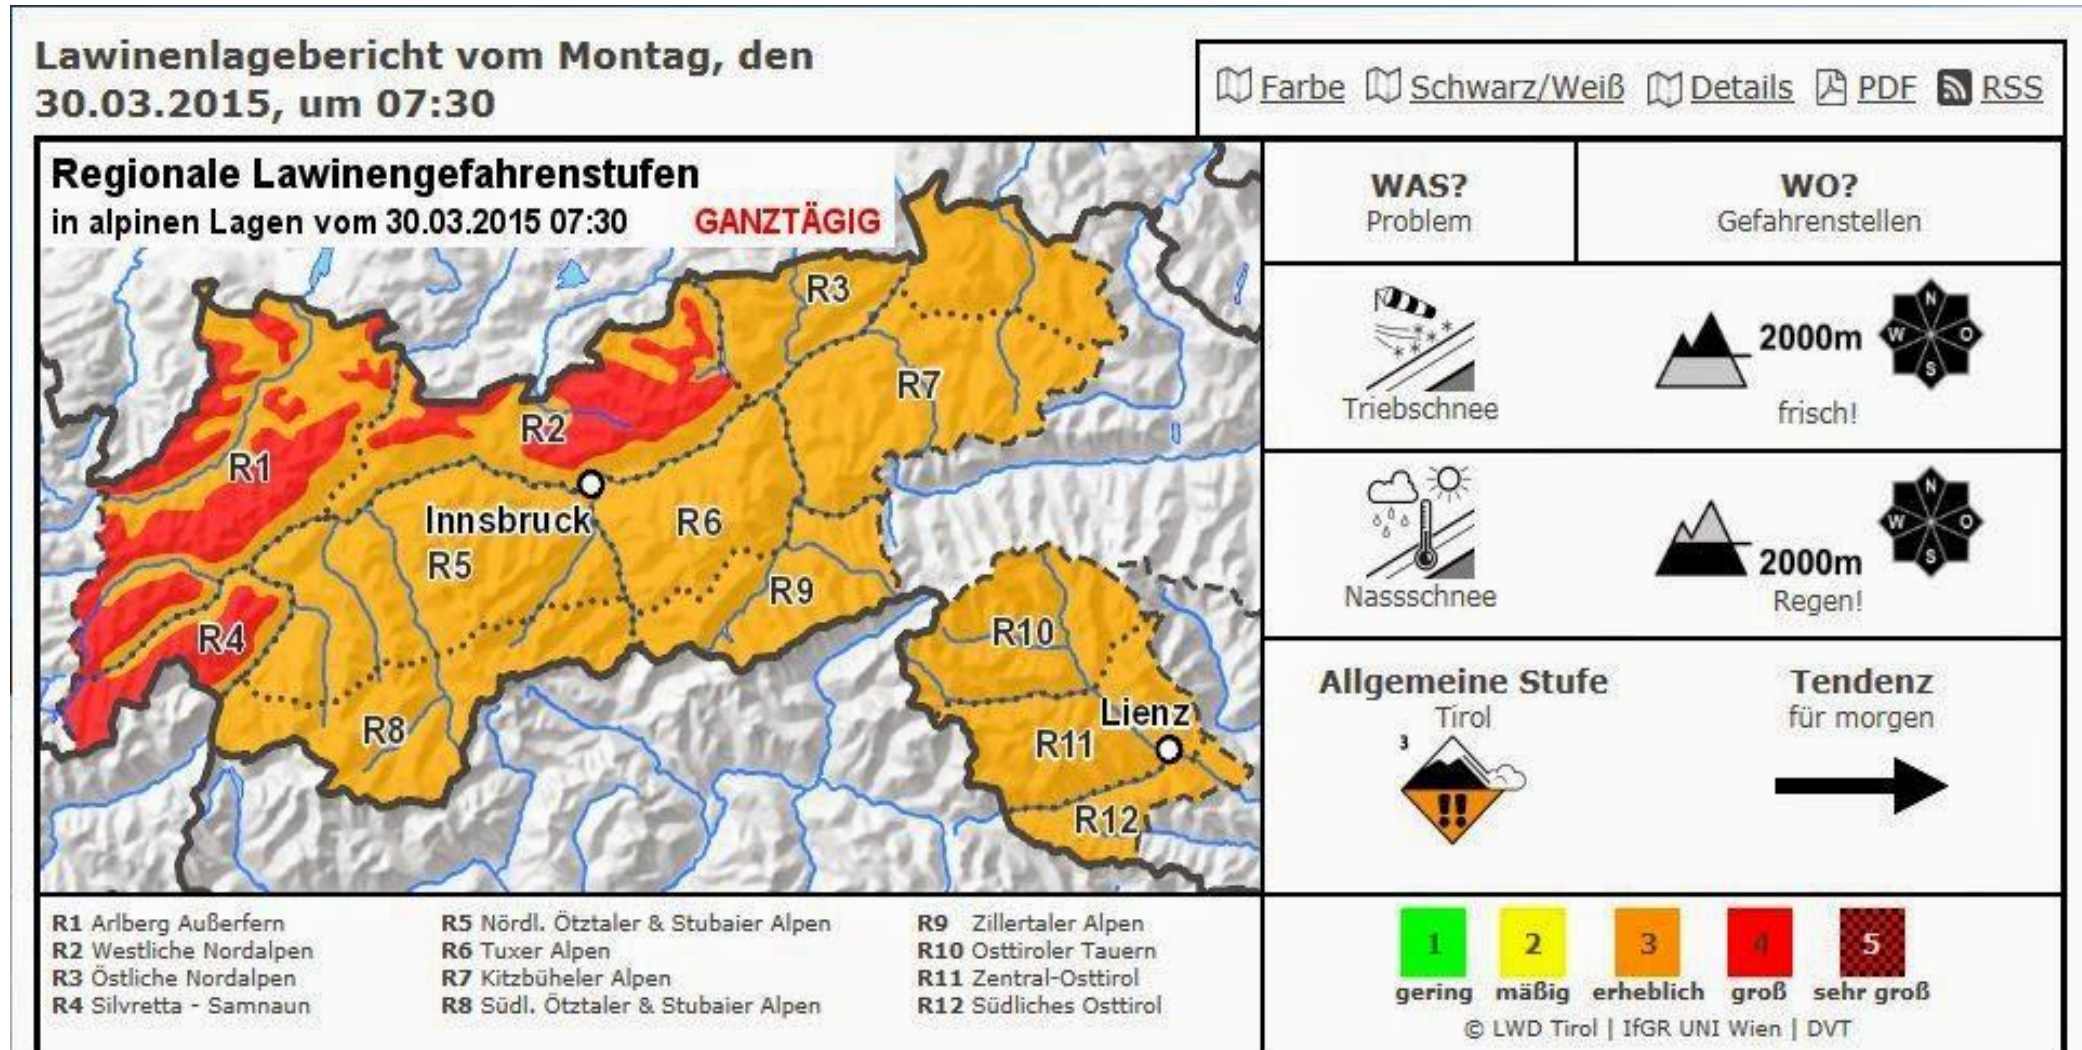 Lawinenlagebericht vom Montag, den
30.03.2015, um 07:30
Farbe Schwarz/Weiß Details PDF RSS
Regionale Lawinengefahrenstufen
in alpinen Lagen vom 30.03.2015 07:30 GANZTÄGIG
R3
R7
R2
R1
Innsbruck
R6
R5
R9
R4
R10
R8
Lienz
R11
R12
WAS?
Problem
WO?
Gefahrenstellen
Triebschnee
2000m
N
W O
S
frisch!
Nassschnee
2000m
N
W O
S
Regen!
Allgemeine Stufe
Tirol
3
!!
Tendenz
für morgen
R1 Arlberg Außerfern
R2 Westliche Nordalpen
R3 Östliche Nordalpen
R4 Silvretta - Samnaun
R5 Nördl. Ötztaler & Stubaier Alpen
R6 Tuxer Alpen
R7 Kitzbüheler Alpen
R8 Südl. Ötztaler & Stubaier Alpen
R9 Zillertaler Alpen
R10 Osttiroler Tauern
R11 Zentral-Osttirol
R12 Südliches Osttirol
1 2 3 4 5
gering mäßig erheblich groß sehr groß
© LWD Tirol | IfGR UNI Wien | DVT